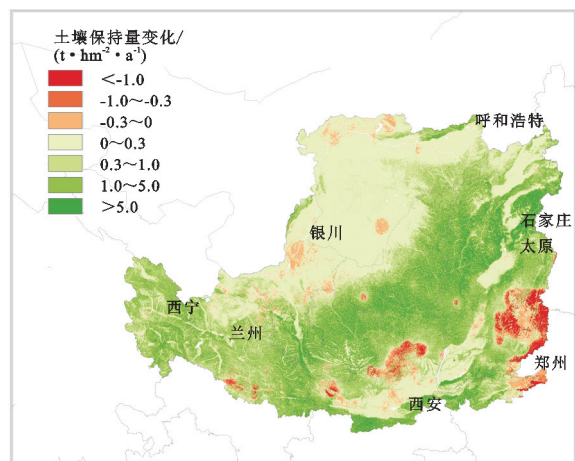 土壤保持量变化/
(t·hm⁻²·a⁻¹)
<-1.0
-1.0~-0.3
-0.3~0
0~0.3
0.3~1.0
1.0~5.0
>5.0
呼和浩特
石家庄
银川
太原
西宁
兰州
郑州
西安